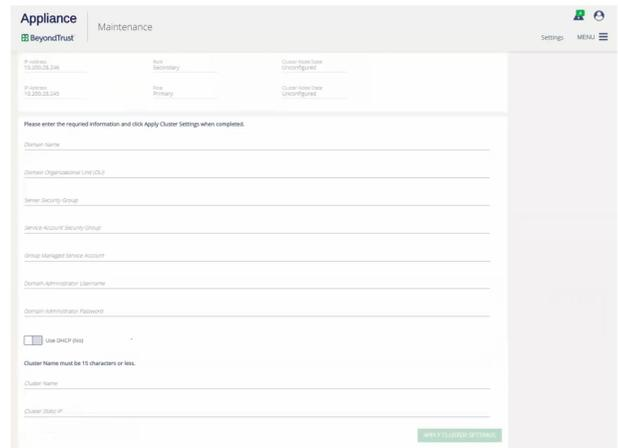 Appliance
BeyondTrust
Maintenance
4
Settings
MENU
IP Address
10.200.28.246
Role
Secondary
Cluster Node State
Unconfigured
IP Address
10.200.28.245
Role
Primary
Cluster Node State
Unconfigured
Please enter the requried information and click Apply Cluster Settings when completed.
Domain Name
Domain Organizational Unit (OU)
Server Security Group
Service Account Security Group
Group Managed Service Account
Domain Administrator Username
Domain Administrator Password
Use DHCP (No)
Cluster Name must be 15 characters or less.
Cluster Name
Cluster Static IP
APPLY CLUSTER SETTINGS